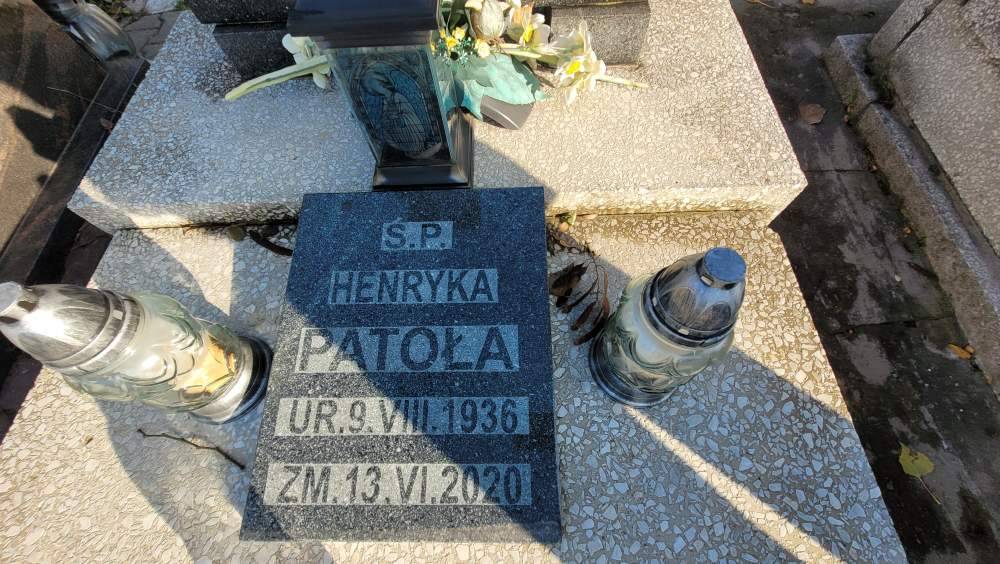 Ś.P.
HENRYKA
PATOŁA
UR.9.VIII.1936
ZM.13.VI.2020